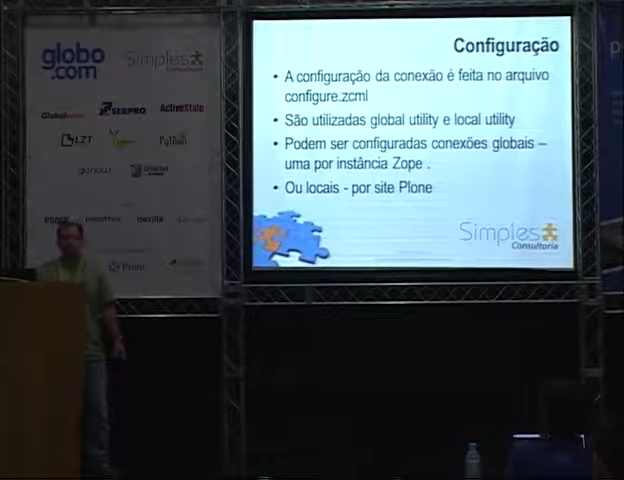 globo
.com
Simples
Consultoria
SERPRO
ActiveState
LZT
Python
mozilla
Plone
Configuração
• A configuração da conexão é feita no arquivo
configure.zcml
• São utilizadas global utility e local utility
• Podem ser configuradas conexões globais –
uma por instância Zope .
• Ou locais - por site Plone
Simples
Consultoria